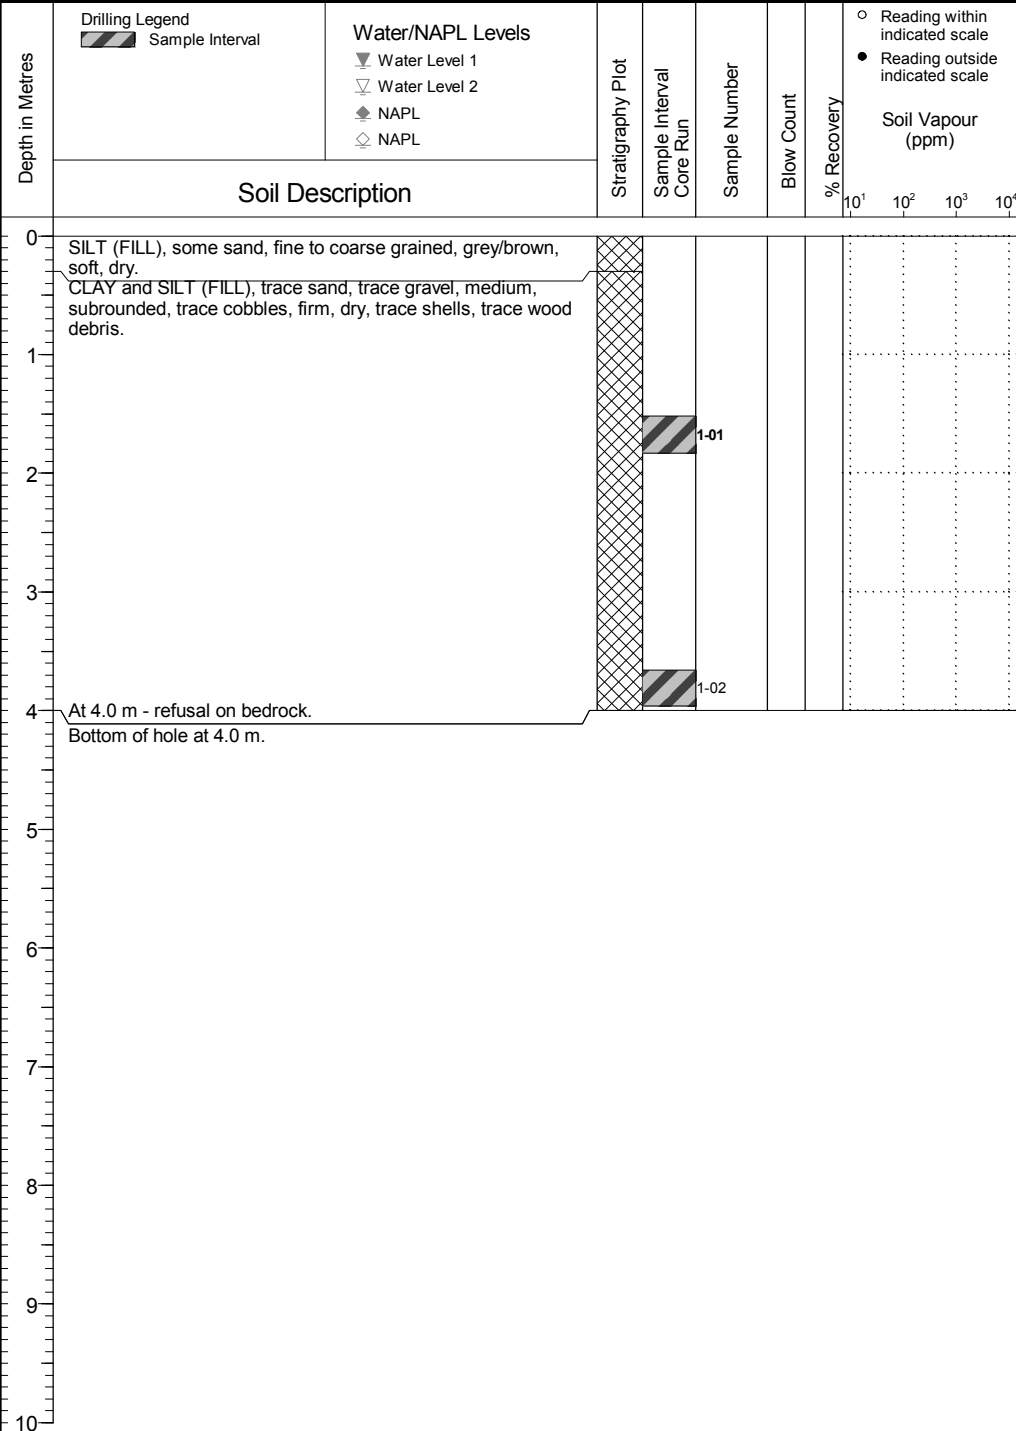 Drilling Legend
Sample Interval
Water/NAPL Levels
Water Level 1
Water Level 2
NAPL
NAPL
Depth in Metres
Soil Description
Stratigraphy Plot
Sample Interval
Core Run
Sample Number
Blow Count
% Recovery
Reading within
indicated scale
Reading outside
indicated scale
Soil Vapour
(ppm)
10¹ 10² 10³ 10⁴
0
SILT (FILL), some sand, fine to coarse grained, grey/brown,
soft, dry.
CLAY and SILT (FILL), trace sand, trace gravel, medium,
subrounded, trace cobbles, firm, dry, trace shells, trace wood
debris.
1
1-01
2
3
1-02
4
At 4.0 m - refusal on bedrock.
Bottom of hole at 4.0 m.
5
6
7
8
9
10